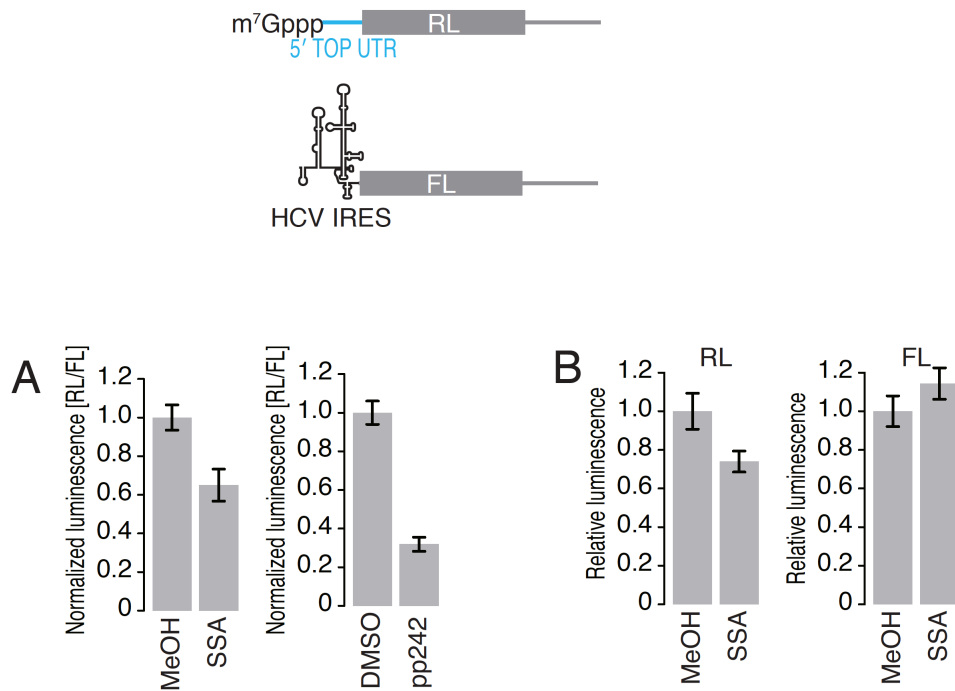 m⁷Gppp
RL
5′ TOP UTR
FL
HCV IRES
A
Normalized luminescence [RL/FL]
1.2
1.0
0.8
0.6
0.4
0.2
0
MeOH
SSA
Normalized luminescence [RL/FL]
1.2
1.0
0.8
0.6
0.4
0.2
0
DMSO
pp242
B
RL
Relative luminescence
1.2
1.0
0.8
0.6
0.4
0.2
0
MeOH
SSA
FL
Relative luminescence
1.2
1.0
0.8
0.6
0.4
0.2
0
MeOH
SSA